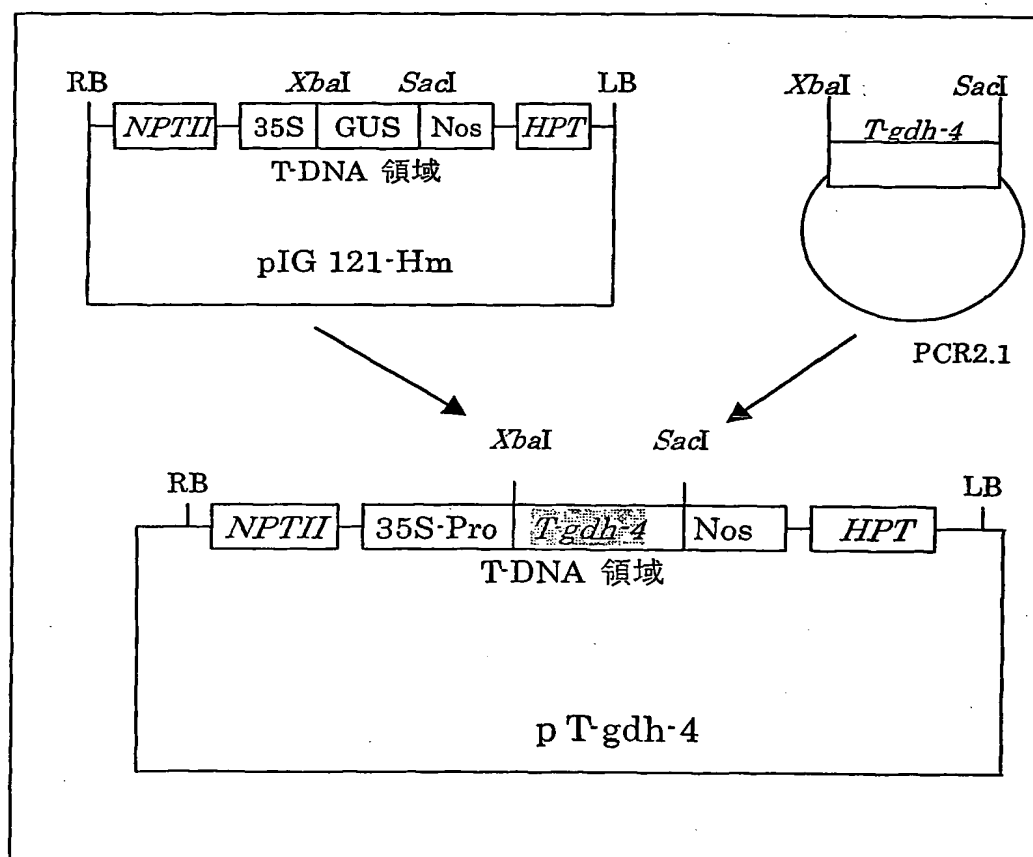 XbaI SacI
RB LB
NPTII 35S GUS Nos HPT
T-DNA 領域
pIG 121-Hm
XbaI SacI
T-gdh-4
PCR2.1
XbaI SacI
RB LB
NPTII 35S-Pro T-gdh-4 Nos HPT
T-DNA 領域
p T-gdh-4